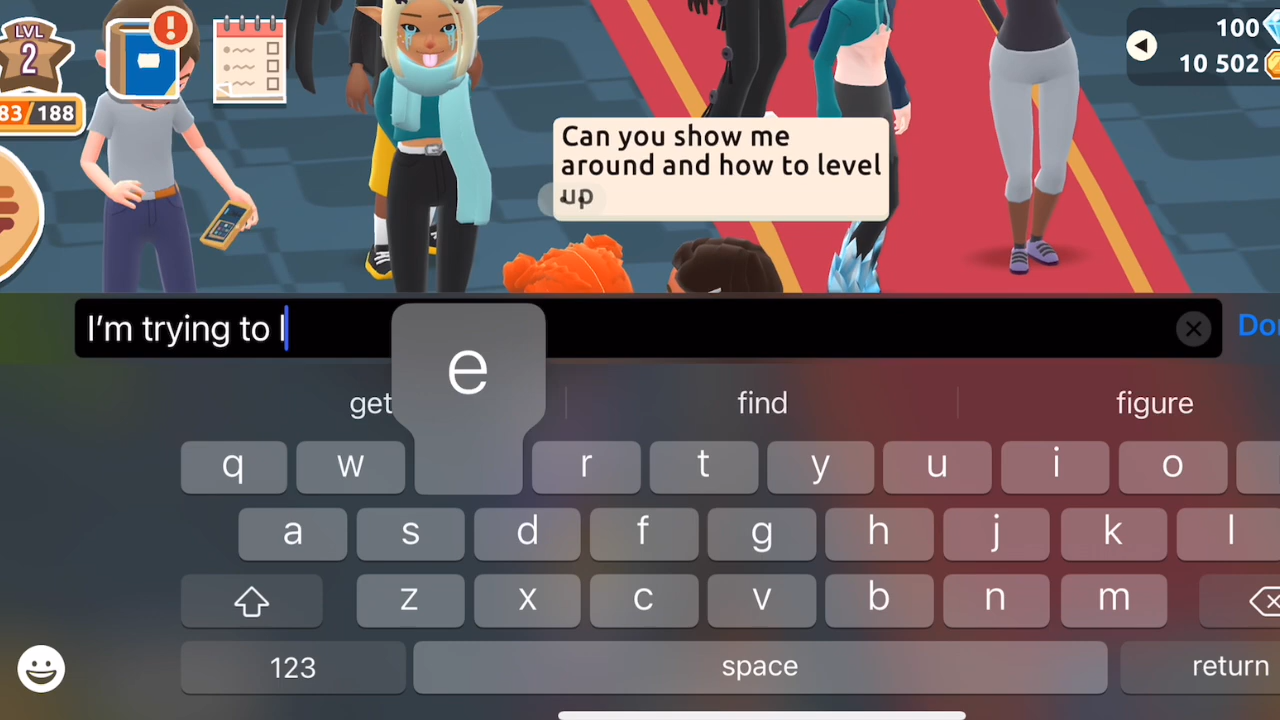 LVL
2
83/188
100
10 502
Can you show me
around and how to level
up
I'm trying to l
Do
e
get
find
figure
q w r t y u i o
a s d f g h j k l
z x c v b n m
123
space
return